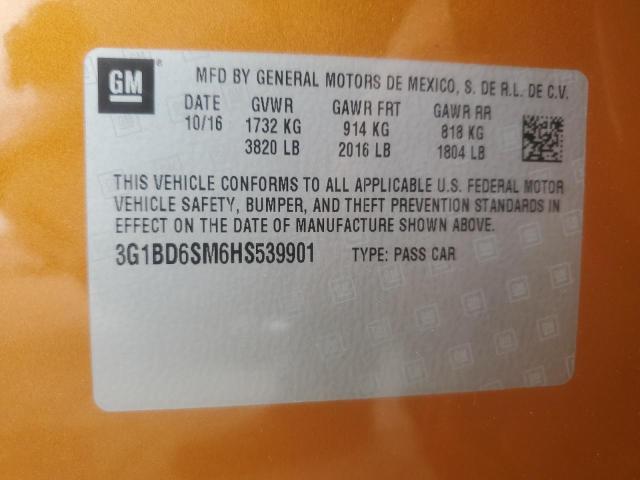 GM ®
MFD BY GENERAL MOTORS DE MEXICO, S. DE R.L. DE C.V.
DATE GVWR GAWR FRT GAWR RR
10/16 1732 KG 914 KG 818 KG
3820 LB 2016 LB 1804 LB
THIS VEHICLE CONFORMS TO ALL APPLICABLE U.S. FEDERAL MOTOR
VEHICLE SAFETY, BUMPER, AND THEFT PREVENTION STANDARDS IN
EFFECT ON THE DATE OF MANUFACTURE SHOWN ABOVE.
3G1BD6SM6HS539901 TYPE: PASS CAR